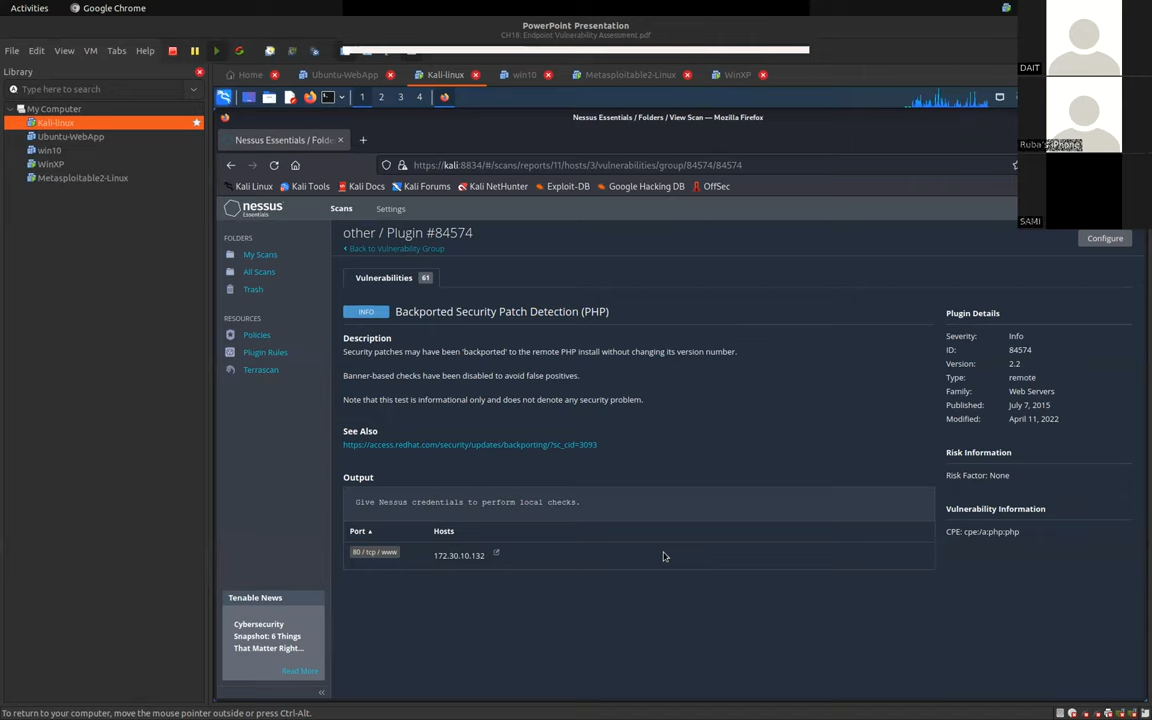 Activities
Google Chrome
PowerPoint Presentation
CH18: Endpoint Vulnerability Assessment.pdf
File Edit View VM Tabs Help
Library
Type here to search
My Computer
Kali-linux
Ubuntu-WebApp
win10
WinXP
Metasploitable2-Linux
Home
Ubuntu-WebApp
Kali-linux
win10
Metasploitable2-Linux
WinXP
1 2 3 4
Nessus Essentials / Folders / View Scan — Mozilla Firefox
Nessus Essentials / Folde
https://kali:8834/#/scans/reports/11/hosts/3/vulnerabilities/group/84574/84574
Kali Linux Kali Tools Kali Docs Kali Forums Kali NetHunter Exploit-DB Google Hacking DB OffSec
nessus
Essentials
Scans
Settings
FOLDERS
My Scans
All Scans
Trash
RESOURCES
Policies
Plugin Rules
Terrascan
Tenable News
Cybersecurity
Snapshot: 6 Things
That Matter Right...
Read More
other / Plugin #84574
Back to Vulnerability Group
Configure
Vulnerabilities 61
INFO Backported Security Patch Detection (PHP)
Description
Security patches may have been 'backported' to the remote PHP install without changing its version number.
Banner-based checks have been disabled to avoid false positives.
Note that this test is informational only and does not denote any security problem.
See Also
https://access.redhat.com/security/updates/backporting/?sc_cid=3093
Output
Give Nessus credentials to perform local checks.
Port Hosts
80 / tcp / www 172.30.10.132
Plugin Details
Severity: Info
ID: 84574
Version: 2.2
Type: remote
Family: Web Servers
Published: July 7, 2015
Modified: April 11, 2022
Risk Information
Risk Factor: None
Vulnerability Information
CPE: cpe:/a:php:php
DAIT
Ruba's iPhone
SAMI
To return to your computer, move the mouse pointer outside or press Ctrl-Alt.